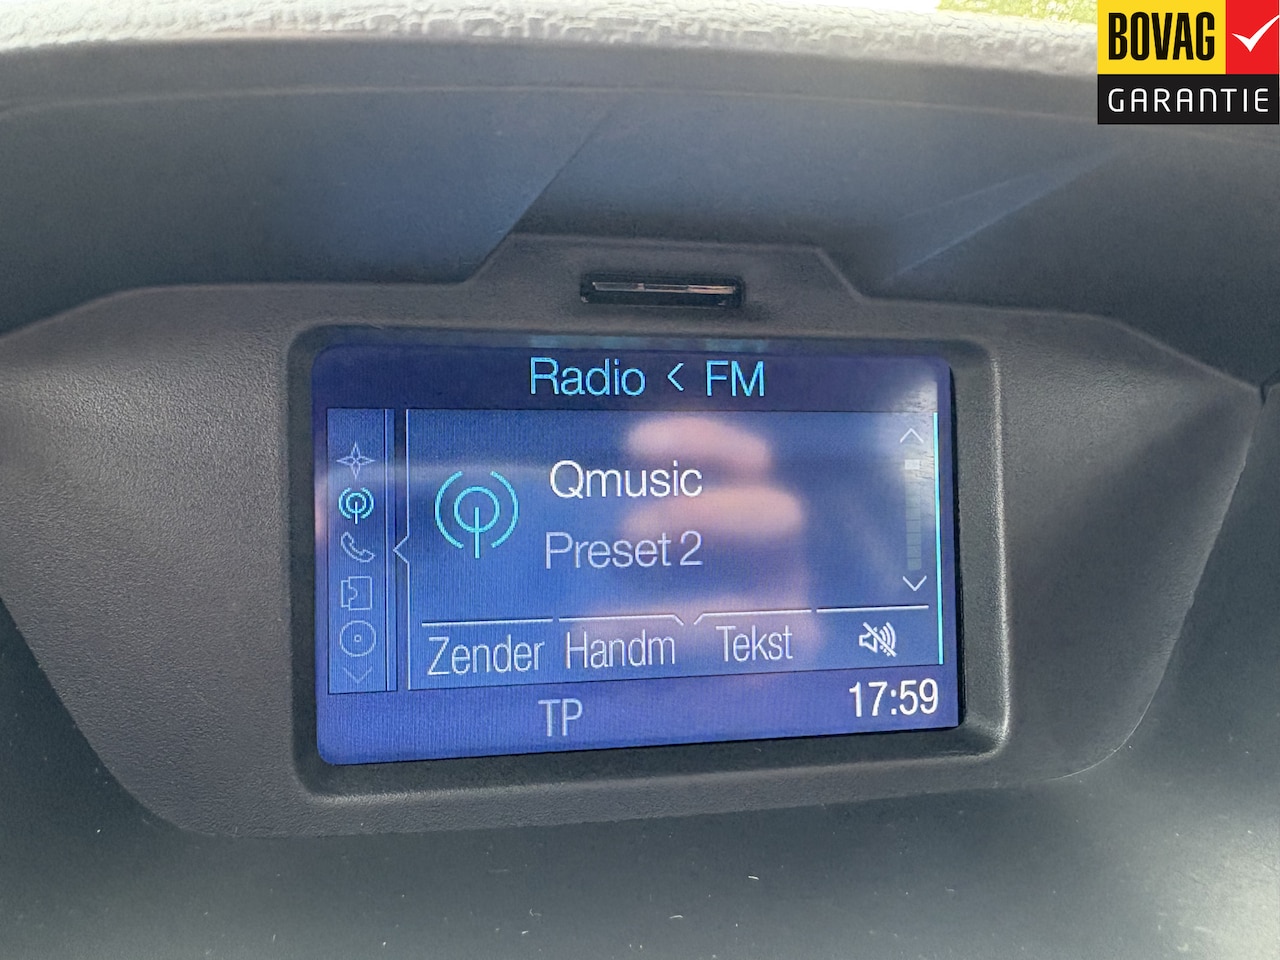 BOVAG
GARANTIE
Radio < FM
Qmusic
Preset 2
Zender Handm Tekst
TP 17:59